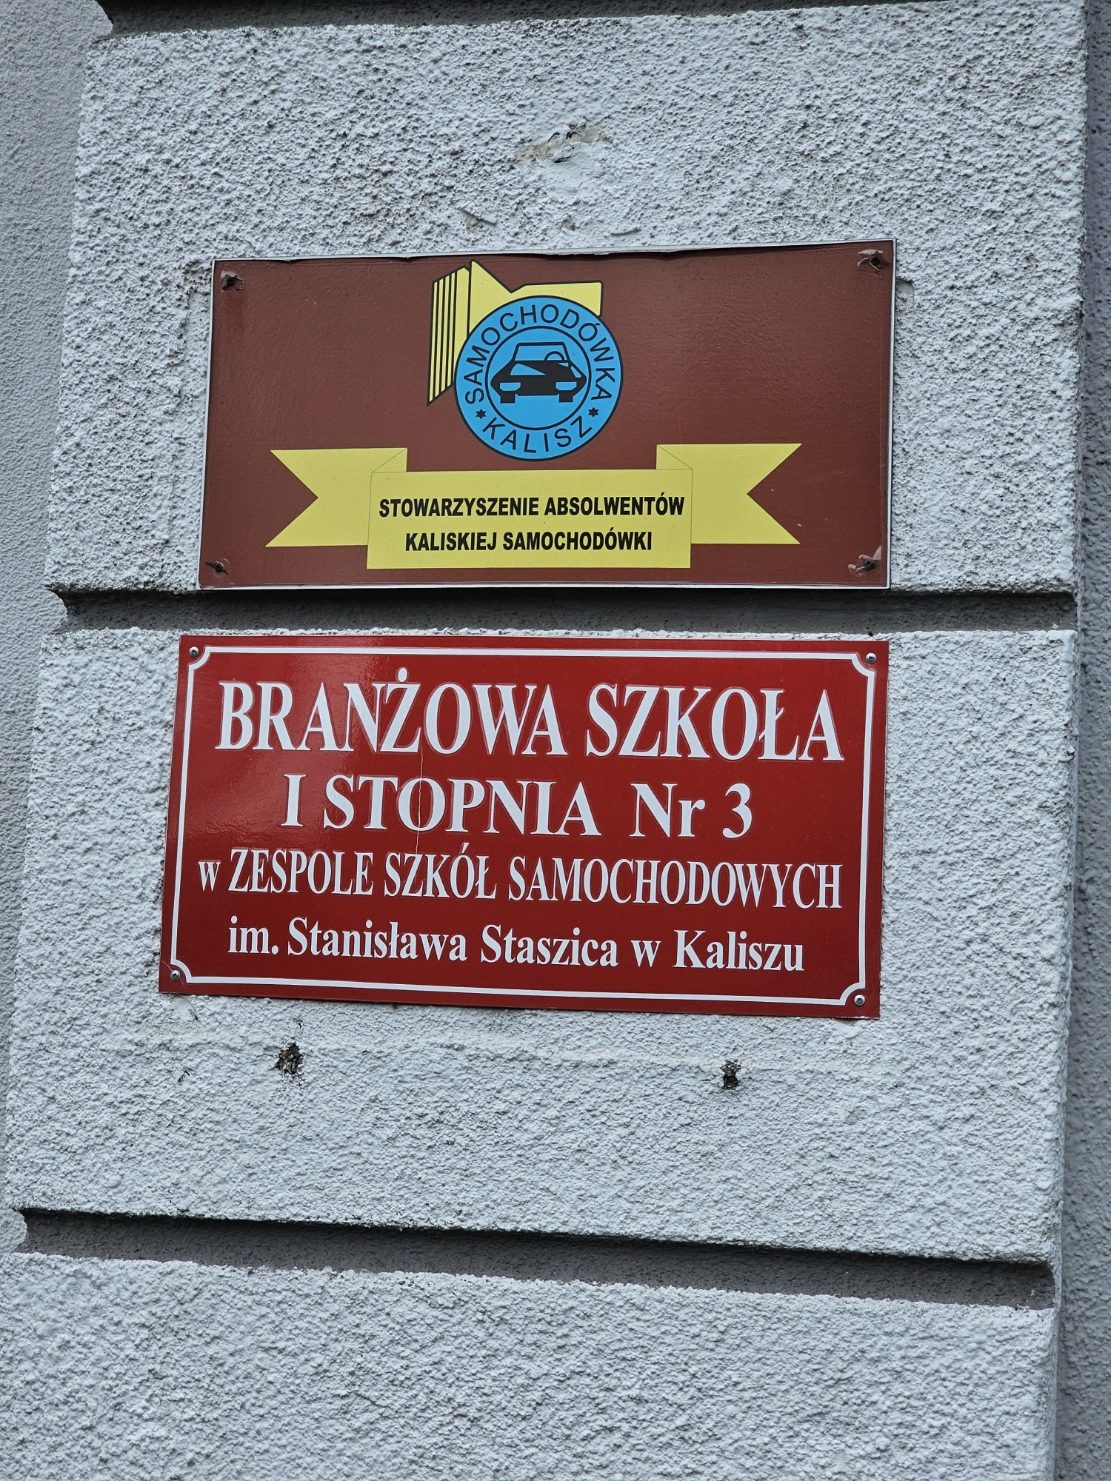 SAMOCHODÓWKA
KALISZ
STOWARZYSZENIE ABSOLWENTÓW
KALISKIEJ SAMOCHODÓWKI
BRANŻOWA SZKOŁA
I STOPNIA Nr 3
w ZESPOLE SZKÓŁ SAMOCHODOWYCH
im. Stanisława Staszica w Kaliszu